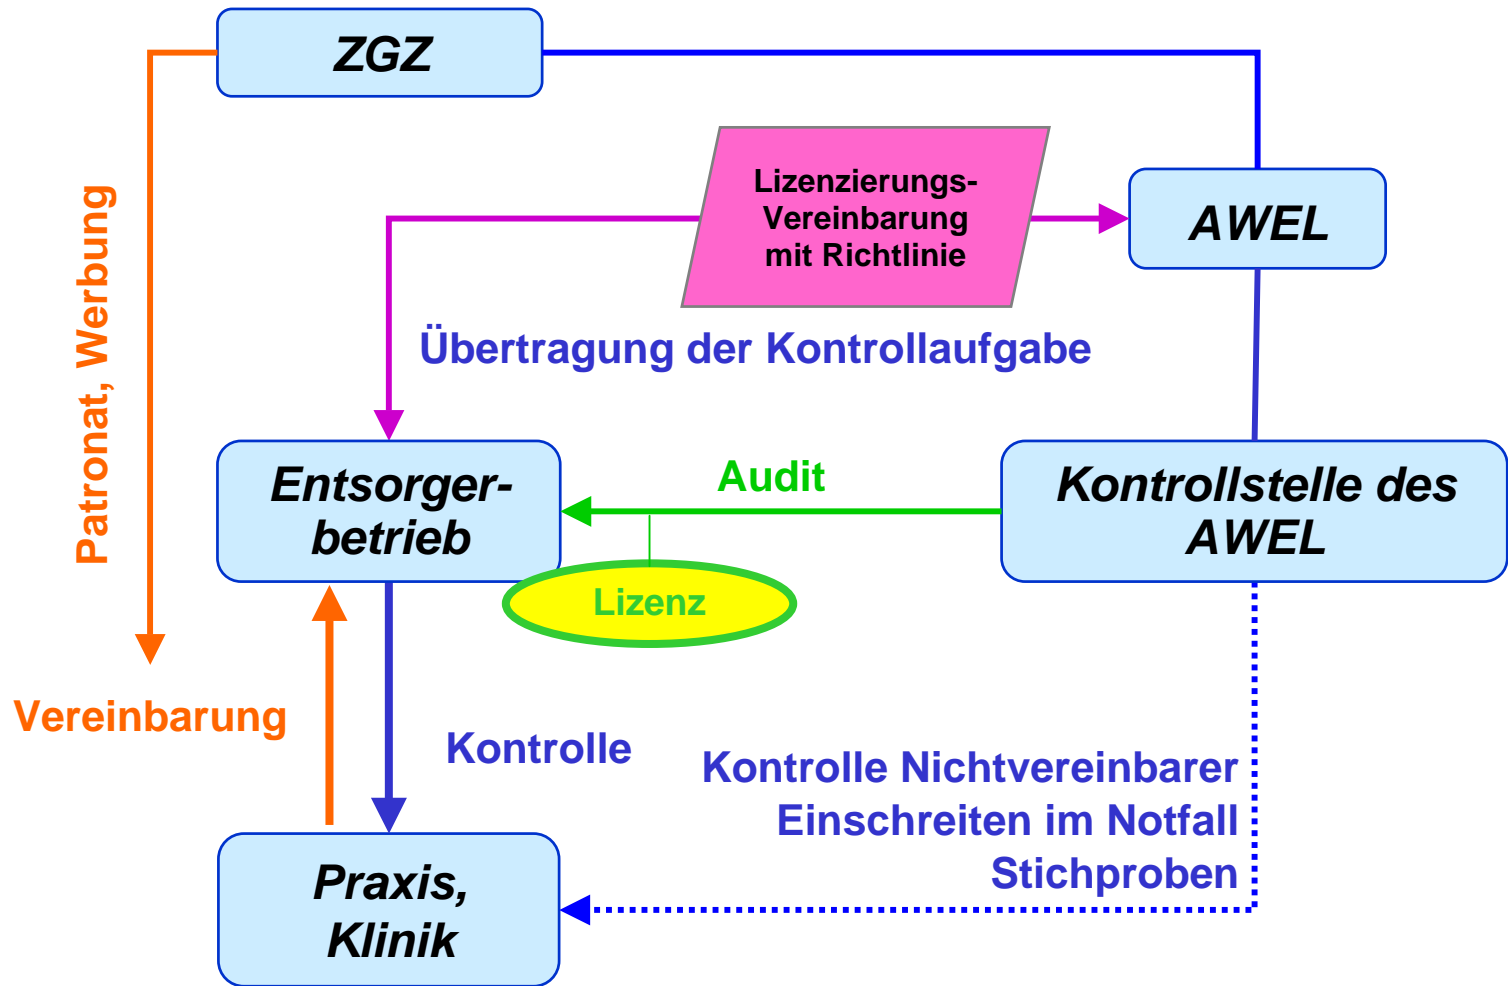 ZGZ
Lizenzierungs-
Vereinbarung
mit Richtlinie
AWEL
Patronat, Werbung
Übertragung der Kontrollaufgabe
Entsorger-
betrieb
Audit
Kontrollstelle des
AWEL
Lizenz
Vereinbarung
Kontrolle
Kontrolle Nichtvereinbarer
Einschreiten im Notfall
Stichproben
Praxis,
Klinik